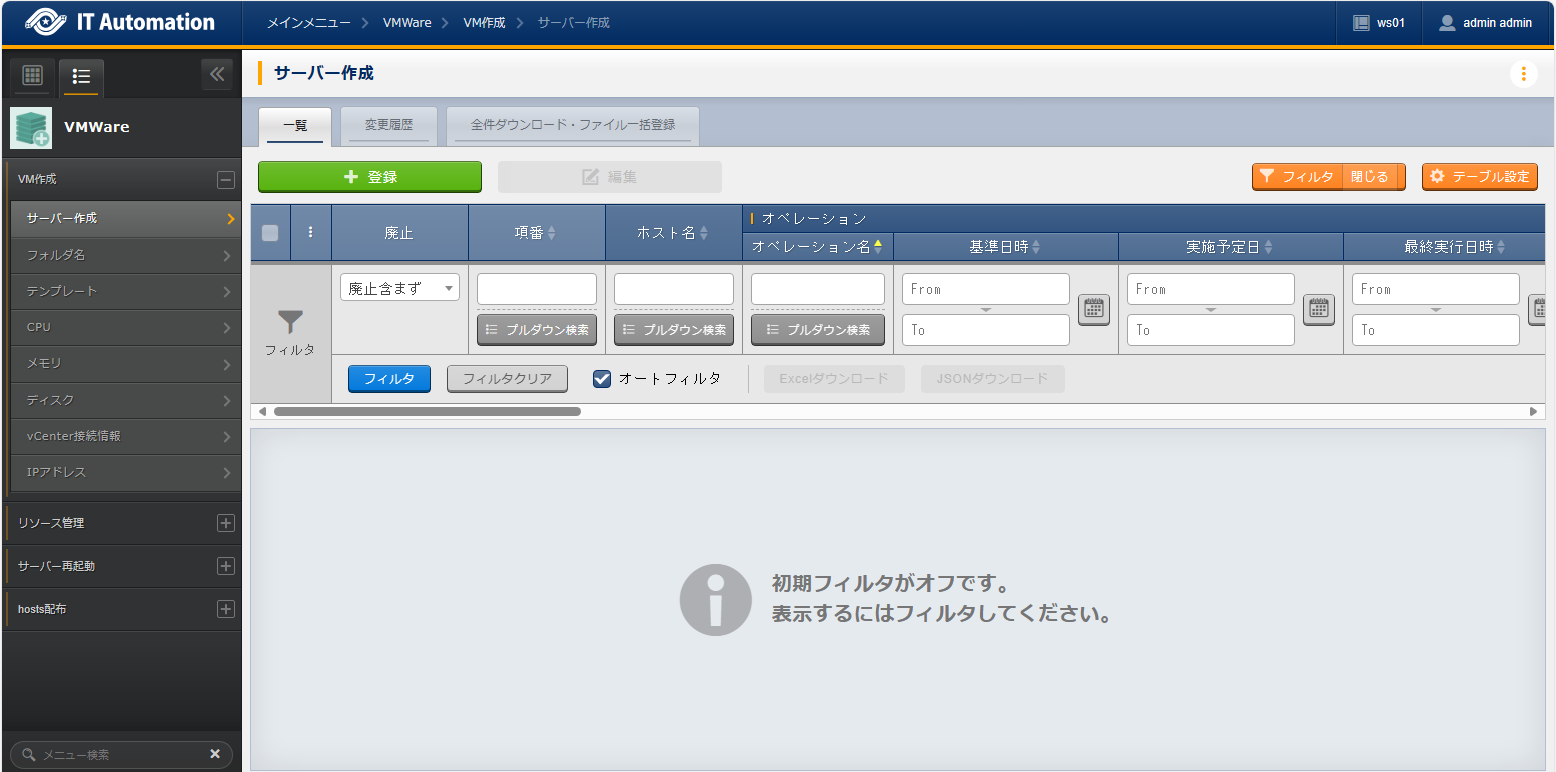 IT Automation
メインメニュー
VMWare
VM作成
サーバー作成
ws01
admin admin
VMWare
VM作成
サーバー作成
フォルダ名
テンプレート
CPU
メモリ
ディスク
vCenter接続情報
IPアドレス
リソース管理
サーバー再起動
hosts配布
メニュー検索
サーバー作成
一覧
変更履歴
全件ダウンロード・ファイル一括登録
登録
編集
フィルタ
閉じる
テーブル設定
廃止
項番
ホスト名
オペレーション
オペレーション名
基準日時
実施予定日
最終実行日時
フィルタ
廃止含まず
プルダウン検索
プルダウン検索
プルダウン検索
From
To
From
To
From
To
フィルタ
フィルタクリア
オートフィルタ
Excelダウンロード
JSONダウンロード
初期フィルタがオフです。
表示するにはフィルタしてください。